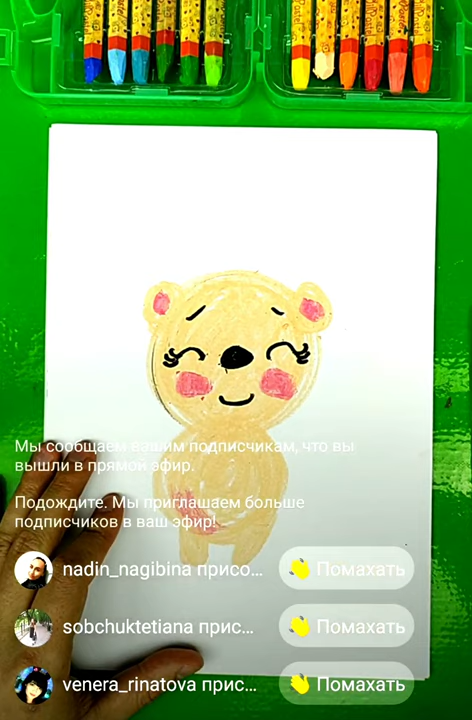 Мы сообщаем вашим подписчикам, что вы
вышли в прямой эфир.
Подождите. Мы приглашаем больше
подписчиков в ваш эфир!
nadin_nagibina присо... Помахать
sobchuktetiana прис... Помахать
venera_rinatova прис... Помахать